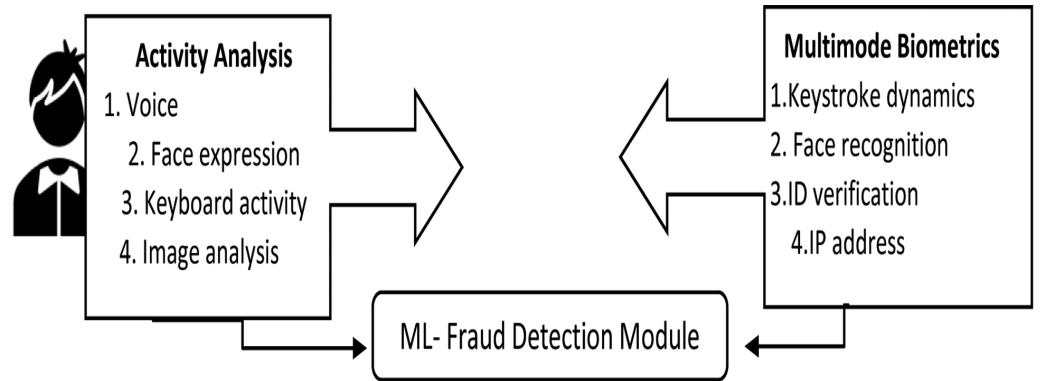 Activity Analysis
1. Voice
2. Face expression
3. Keyboard activity
4. Image analysis
Multimode Biometrics
1.Keystroke dynamics
2. Face recognition
3.ID verification
4.IP address
ML- Fraud Detection Module